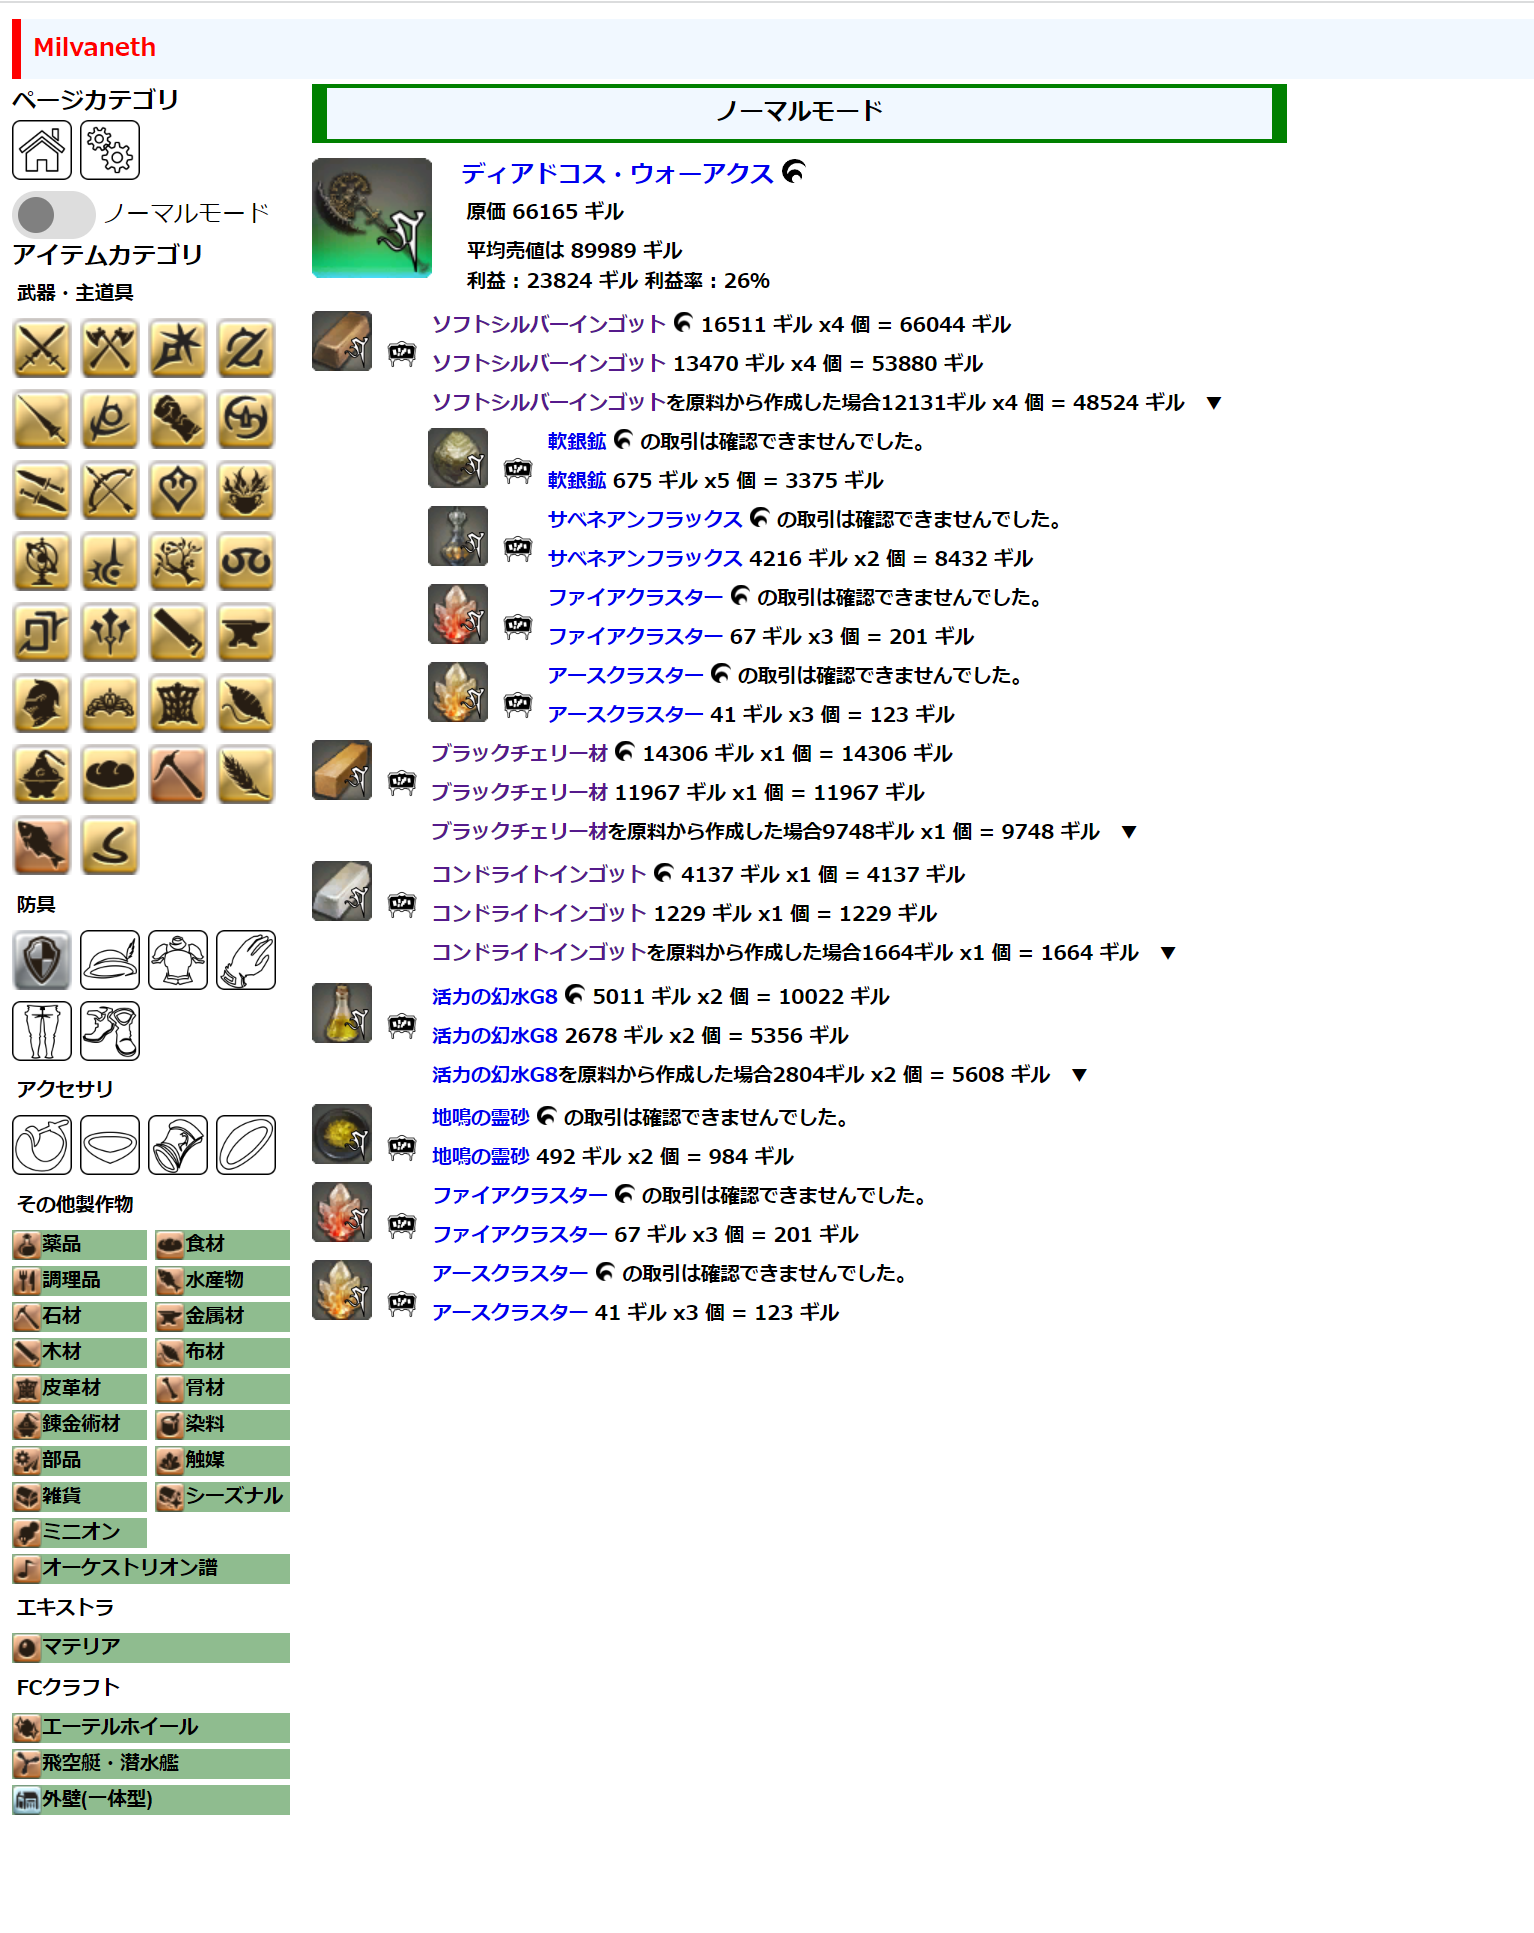 Milvaneth
ページカテゴリ
ノーマルモード
アイテムカテゴリ
武器・主道具
防具
アクセサリ
その他製作物
薬品
食材
調理品
水産物
石材
金属材
木材
布材
皮革材
骨材
錬金術材
染料
部品
触媒
雑貨
シーズナル
ミニオン
オーケストリオン譜
エキストラ
マテリア
FCクラフト
エーテルホイール
飛空艇・潜水艦
外壁(一体型)
ノーマルモード
ディアドコス・ウォーアクス
原価 66165 ギル
平均売値は 89989 ギル
利益：23824 ギル 利益率：26%
ソフトシルバーインゴット 16511 ギル x4 個 = 66044 ギル
ソフトシルバーインゴット 13470 ギル x4 個 = 53880 ギル
ソフトシルバーインゴットを原料から作成した場合12131ギル x4 個 = 48524 ギル ▼
軟銀鉱 の取引は確認できませんでした。
軟銀鉱 675 ギル x5 個 = 3375 ギル
サベネアンフラックス の取引は確認できませんでした。
サベネアンフラックス 4216 ギル x2 個 = 8432 ギル
ファイアクラスター の取引は確認できませんでした。
ファイアクラスター 67 ギル x3 個 = 201 ギル
アースクラスター の取引は確認できませんでした。
アースクラスター 41 ギル x3 個 = 123 ギル
ブラックチェリー材 14306 ギル x1 個 = 14306 ギル
ブラックチェリー材 11967 ギル x1 個 = 11967 ギル
ブラックチェリー材を原料から作成した場合9748ギル x1 個 = 9748 ギル ▼
コンドライトインゴット 4137 ギル x1 個 = 4137 ギル
コンドライトインゴット 1229 ギル x1 個 = 1229 ギル
コンドライトインゴットを原料から作成した場合1664ギル x1 個 = 1664 ギル ▼
活力の幻水G8 5011 ギル x2 個 = 10022 ギル
活力の幻水G8 2678 ギル x2 個 = 5356 ギル
活力の幻水G8を原料から作成した場合2804ギル x2 個 = 5608 ギル ▼
地鳴の霊砂 の取引は確認できませんでした。
地鳴の霊砂 492 ギル x2 個 = 984 ギル
ファイアクラスター の取引は確認できませんでした。
ファイアクラスター 67 ギル x3 個 = 201 ギル
アースクラスター の取引は確認できませんでした。
アースクラスター 41 ギル x3 個 = 123 ギル